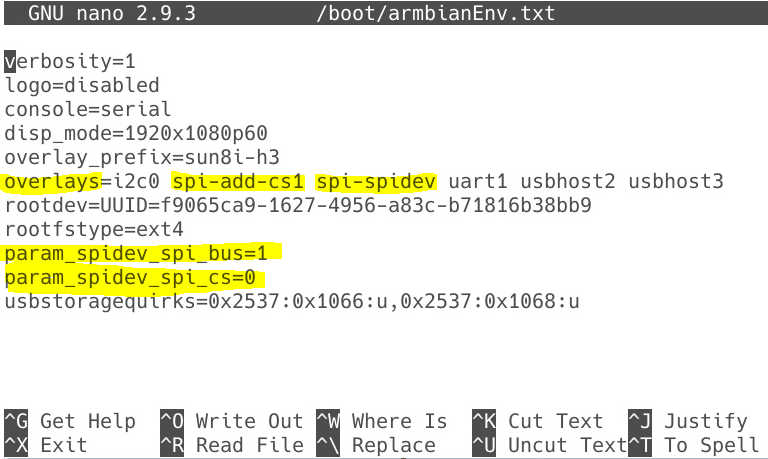 GNU nano 2.9.3 /boot/armbianEnv.txt
verbosity=1
logo=disabled
console=serial
disp_mode=1920x1080p60
overlay_prefix=sun8i-h3
overlays=i2c0 spi-add-cs1 spi-spidev uart1 usbhost2 usbhost3
rootdev=UUID=f9065ca9-1627-4956-a83c-b71816b38bb9
rootfstype=ext4
param_spidev_spi_bus=1
param_spidev_spi_cs=0
usbstoragequirks=0x2537:0x1066:u,0x2537:0x1068:u
^G Get Help ^O Write Out ^W Where Is ^K Cut Text ^J Justify
^X Exit ^R Read File ^\ Replace ^U Uncut Text ^T To Spell